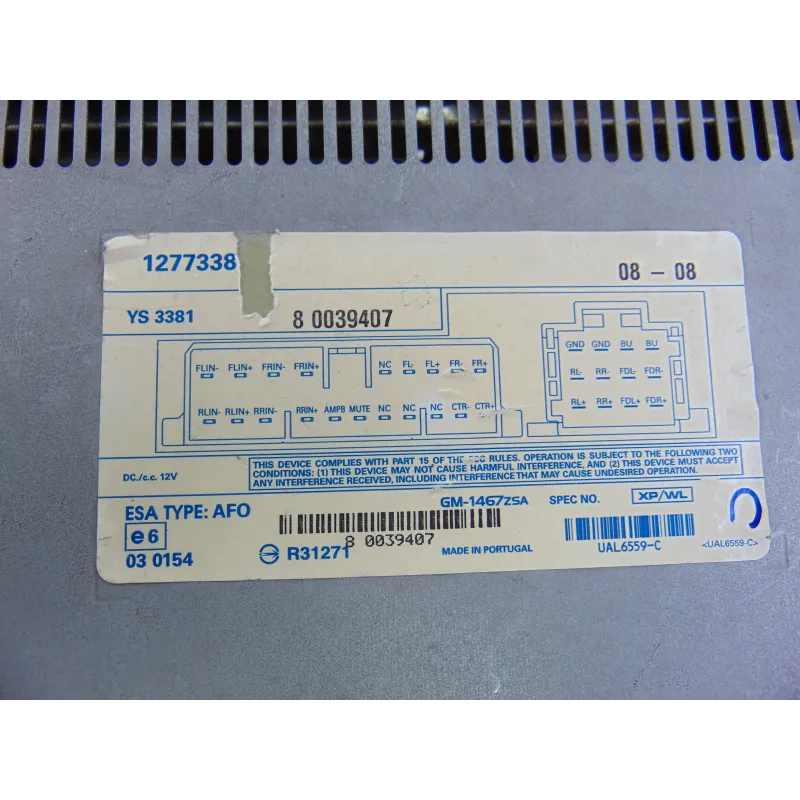 1277338
08 - 08
YS 3381
8 0039407
FLIN- FLIN+ FRIN- FRIN+ NC FL- FL+ FR- FR+
RLIN- RLIN+ RRIN- RRIN+ AMPB MUTE NC NC NC CTR- CTR+
GND GND BU BU
RL- RR- FDL- FDR-
RL+ RR+ FDL+ FDR+
DC./c.c. 12V
THIS DEVICE COMPLIES WITH PART 15 OF THE RULES. OPERATION IS SUBJECT TO THE FOLLOWING TWO
CONDITIONS: (1) THIS DEVICE MAY NOT CAUSE HARMFUL INTERFERENCE, AND (2) THIS DEVICE MUST ACCEPT
ANY INTERFERENCE RECEIVED, INCLUDING INTERFERENCE THAT MAY CAUSE UNDESIRED OPERATION.
ESA TYPE: AFO
GM-1467ZSA
SPEC NO.
XP/WL
e6
03 0154
R31271
8 0039407
MADE IN PORTUGAL
UAL6559-C
<UAL6559-C>